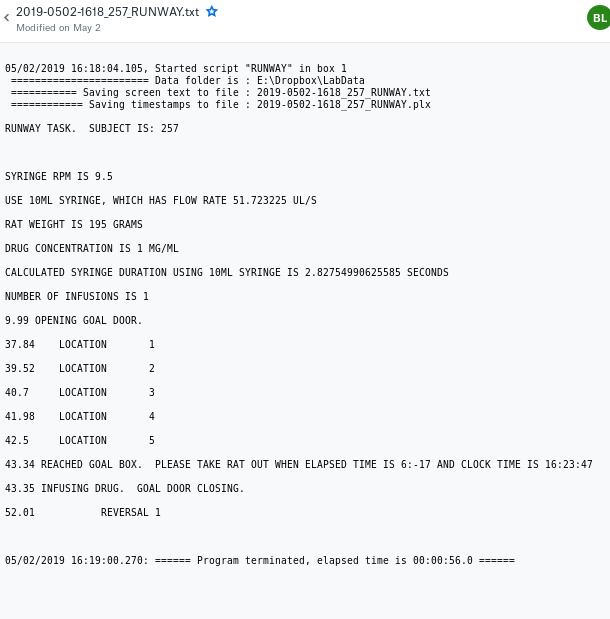 2019-0502-1618_257_RUNWAY.txt
Modified on May 2
BL
05/02/2019 16:18:04.105, Started script "RUNWAY" in box 1
======================= Data folder is : E:\Dropbox\LabData
=========== Saving screen text to file : 2019-0502-1618_257_RUNWAY.txt
============ Saving timestamps to file : 2019-0502-1618_257_RUNWAY.plx
RUNWAY TASK.  SUBJECT IS: 257
SYRINGE RPM IS 9.5
USE 10ML SYRINGE, WHICH HAS FLOW RATE 51.723225 UL/S
RAT WEIGHT IS 195 GRAMS
DRUG CONCENTRATION IS 1 MG/ML
CALCULATED SYRINGE DURATION USING 10ML SYRINGE IS 2.82754990625585 SECONDS
NUMBER OF INFUSIONS IS 1
9.99 OPENING GOAL DOOR.
37.84    LOCATION       1
39.52    LOCATION       2
40.7     LOCATION       3
41.98    LOCATION       4
42.5     LOCATION       5
43.34 REACHED GOAL BOX.  PLEASE TAKE RAT OUT WHEN ELAPSED TIME IS 6:-17 AND CLOCK TIME IS 16:23:47
43.35 INFUSING DRUG.  GOAL DOOR CLOSING.
52.01           REVERSAL 1
05/02/2019 16:19:00.270: ====== Program terminated, elapsed time is 00:00:56.0 ======